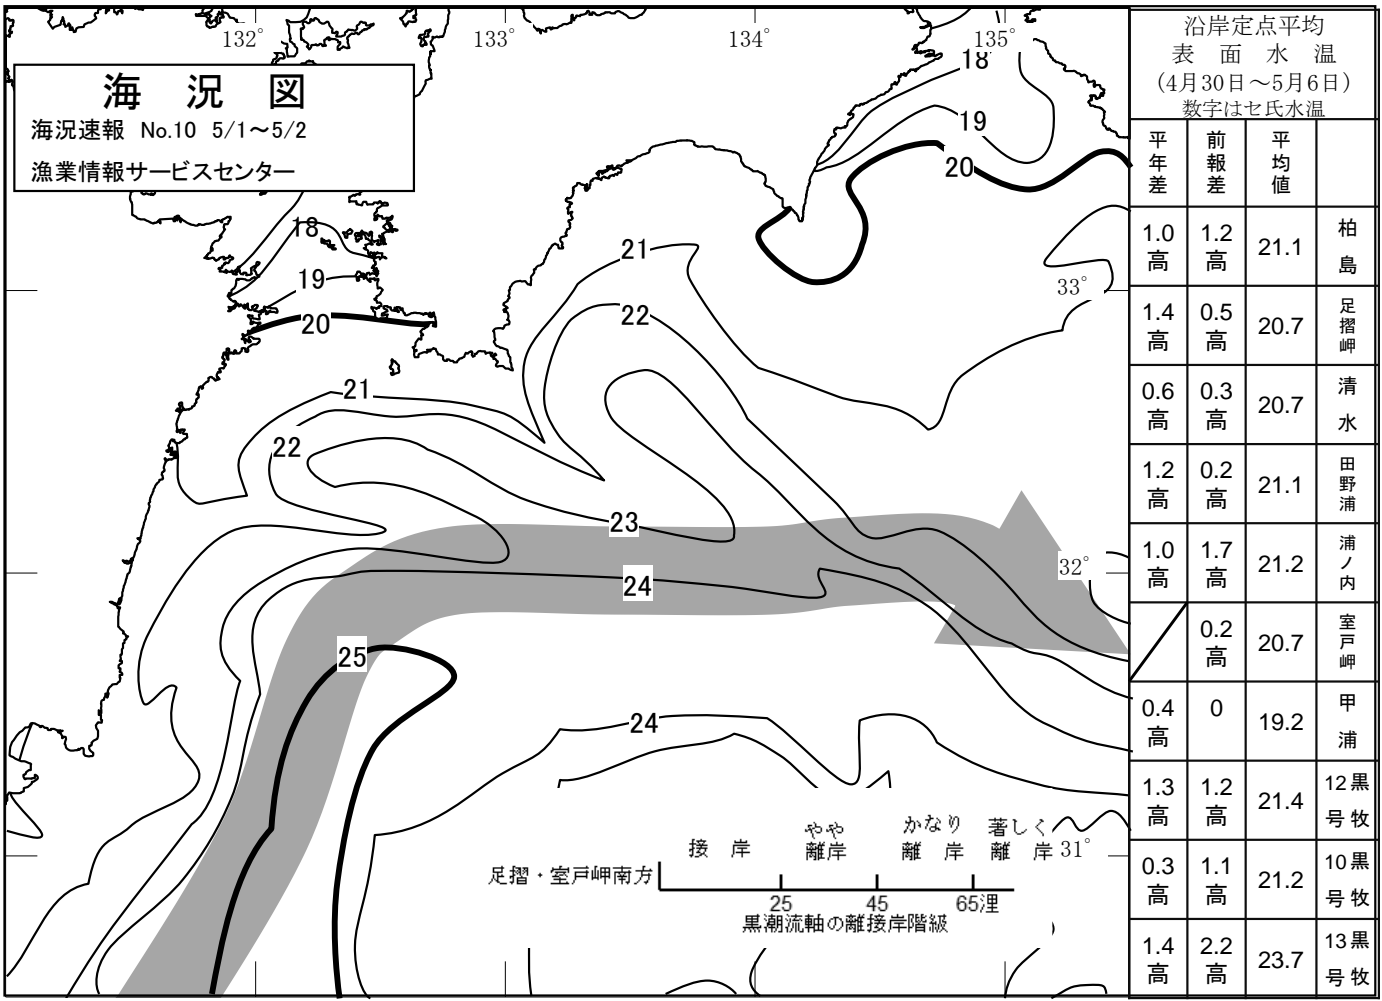 132°
133°
134°
135°
海 況 図
海況速報 No.10 5/1～5/2
漁業情報サービスセンター
18
19
20
18
19
20
21
22
21
22
23
24
25
24
33°
32°
31°
接 岸
やや
離岸
かなり
離 岸
著しく
離 岸
足摺・室戸岬南方
25
45
65浬
黒潮流軸の離接岸階級
沿岸定点平均
表 面 水 温
（4月30日～5月6日）
数字はセ氏水温
平年差 前報差 平均値
1.0高 1.2高 21.1 柏島
1.4高 0.5高 20.7 足摺岬
0.6高 0.3高 20.7 清水
1.2高 0.2高 21.1 田野浦
1.0高 1.7高 21.2 浦ノ内
0.2高 20.7 室戸岬
0.4高 0 19.2 甲浦
1.3高 1.2高 21.4 黒牧12号
0.3高 1.1高 21.2 黒牧10号
1.4高 2.2高 23.7 黒牧13号